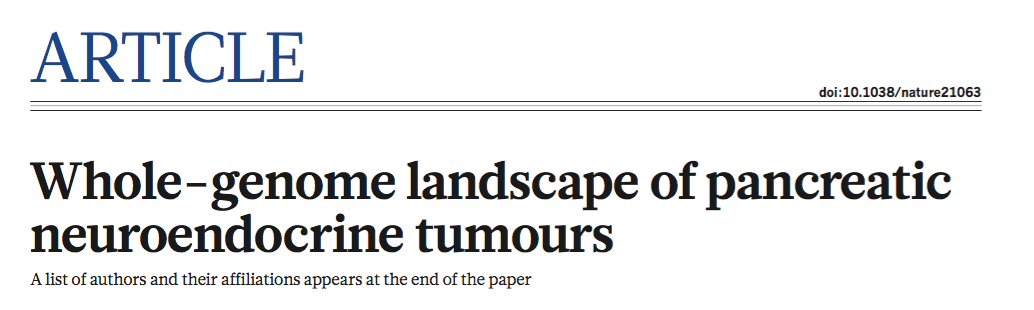 ARTICLE
doi:10.1038/nature21063
Whole-genome landscape of pancreatic
neuroendocrine tumours
A list of authors and their affiliations appears at the end of the paper